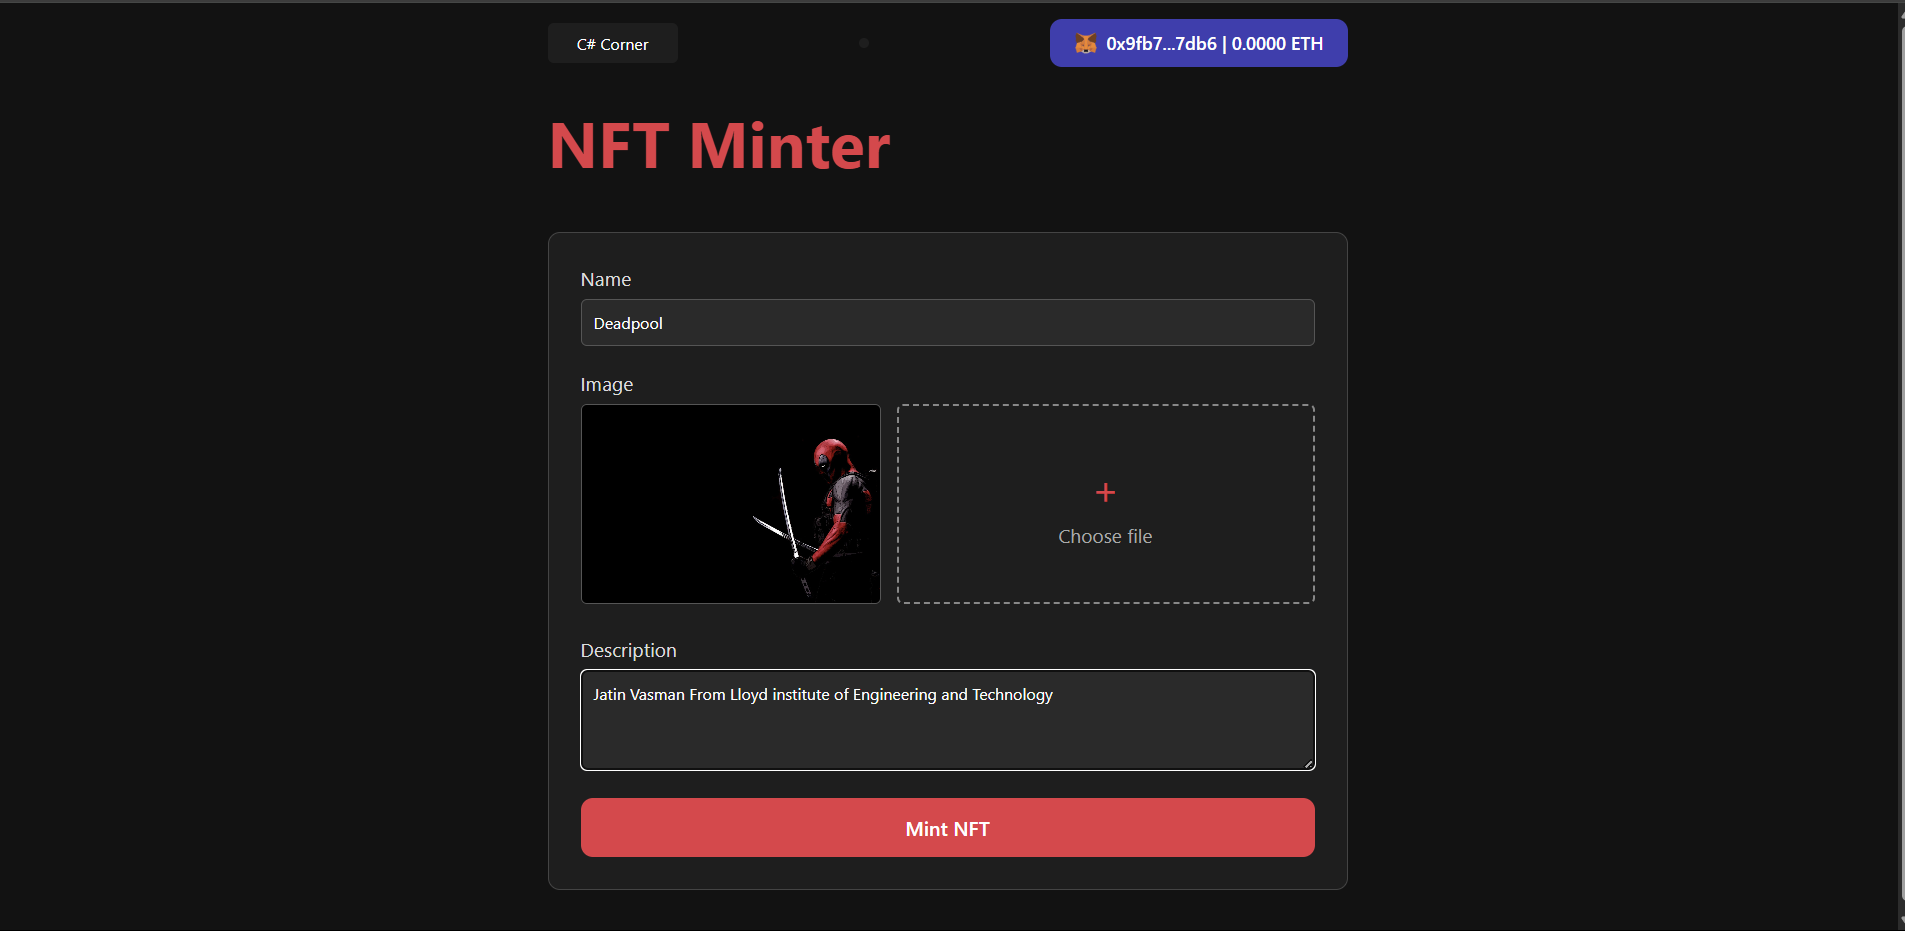 C# Corner
0x9fb7...7db6 | 0.0000 ETH
NFT Minter
Name
Deadpool
Image
+
Choose file
Description
Jatin Vasman From Lloyd institute of Engineering and Technology
Mint NFT